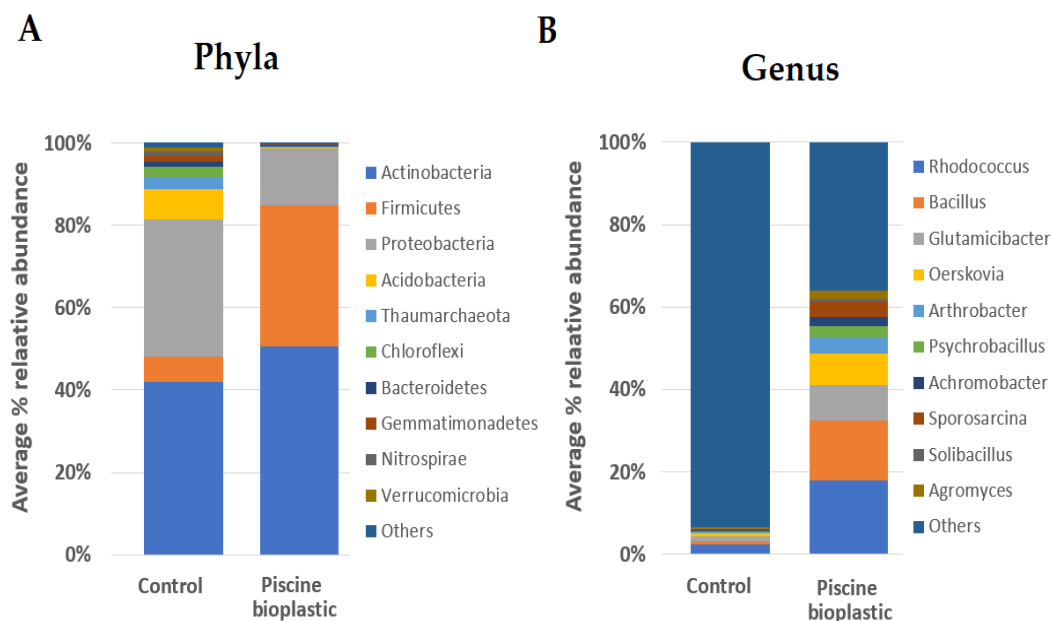 A
Phyla
Average % relaative abundance
100%
80%
60%
40%
20%
0%
Control
Piscine
bioplastic
Actinobacteria
Firmicutes
Proteobacteria
Acidobacteria
Thaumarchaeota
Chloroflexi
Bacteroidetes
Gemmatimonadetes
Nitrospirae
Verrucomicrobia
Others
B
Genus
Average % relaative abundance
100%
80%
60%
40%
20%
0%
Control
Piscine
bioplastic
Rhodococcus
Bacillus
Glutamicibacter
Oerskovia
Arthrobacter
Psychrobacillus
Achromobacter
Sporosarcina
Solibacillus
Agromyces
Others